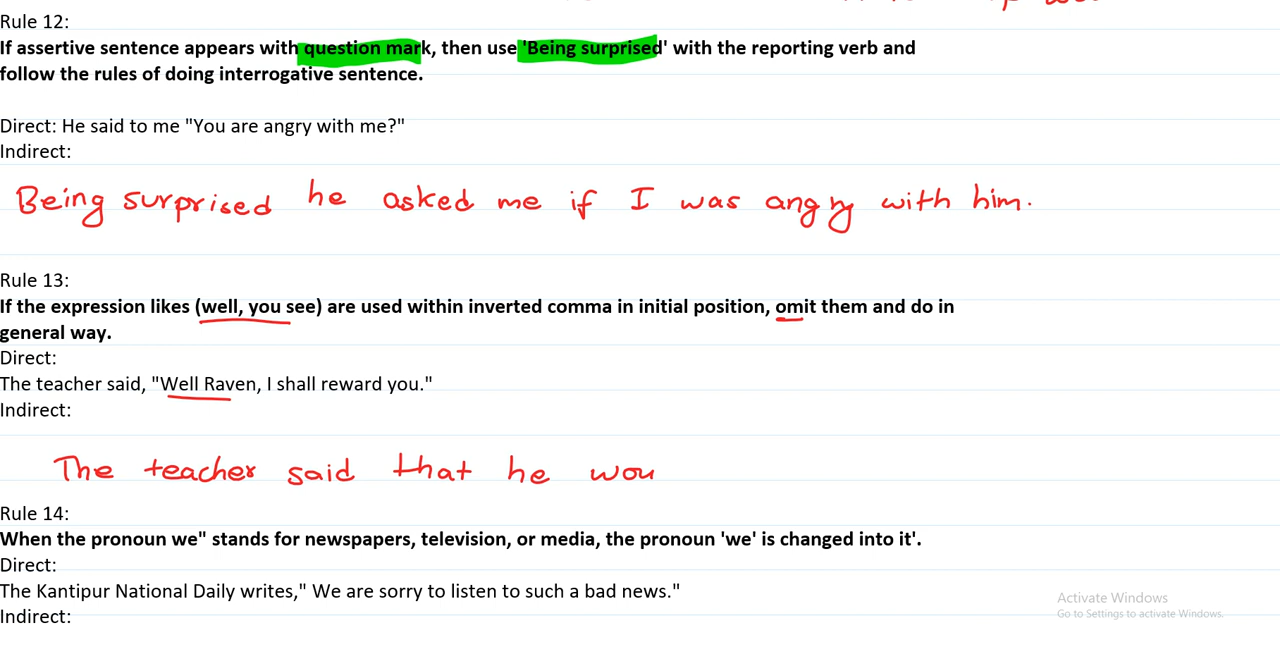 Rule 12:
If assertive sentence appears with question mark, then use 'Being surprised' with the reporting verb and
follow the rules of doing interrogative sentence.
Direct: He said to me "You are angry with me?"
Indirect:
Being surprised he asked me if I was angry with him.
Rule 13:
If the expression likes (well, you see) are used within inverted comma in initial position, omit them and do in
general way.
Direct:
The teacher said, "Well Raven, I shall reward you."
Indirect:
The teacher said that he wou
Rule 14:
When the pronoun we" stands for newspapers, television, or media, the pronoun 'we' is changed into it'.
Direct:
The Kantipur National Daily writes," We are sorry to listen to such a bad news."
Indirect:
Activate Windows
Go to Settings to activate Windows.